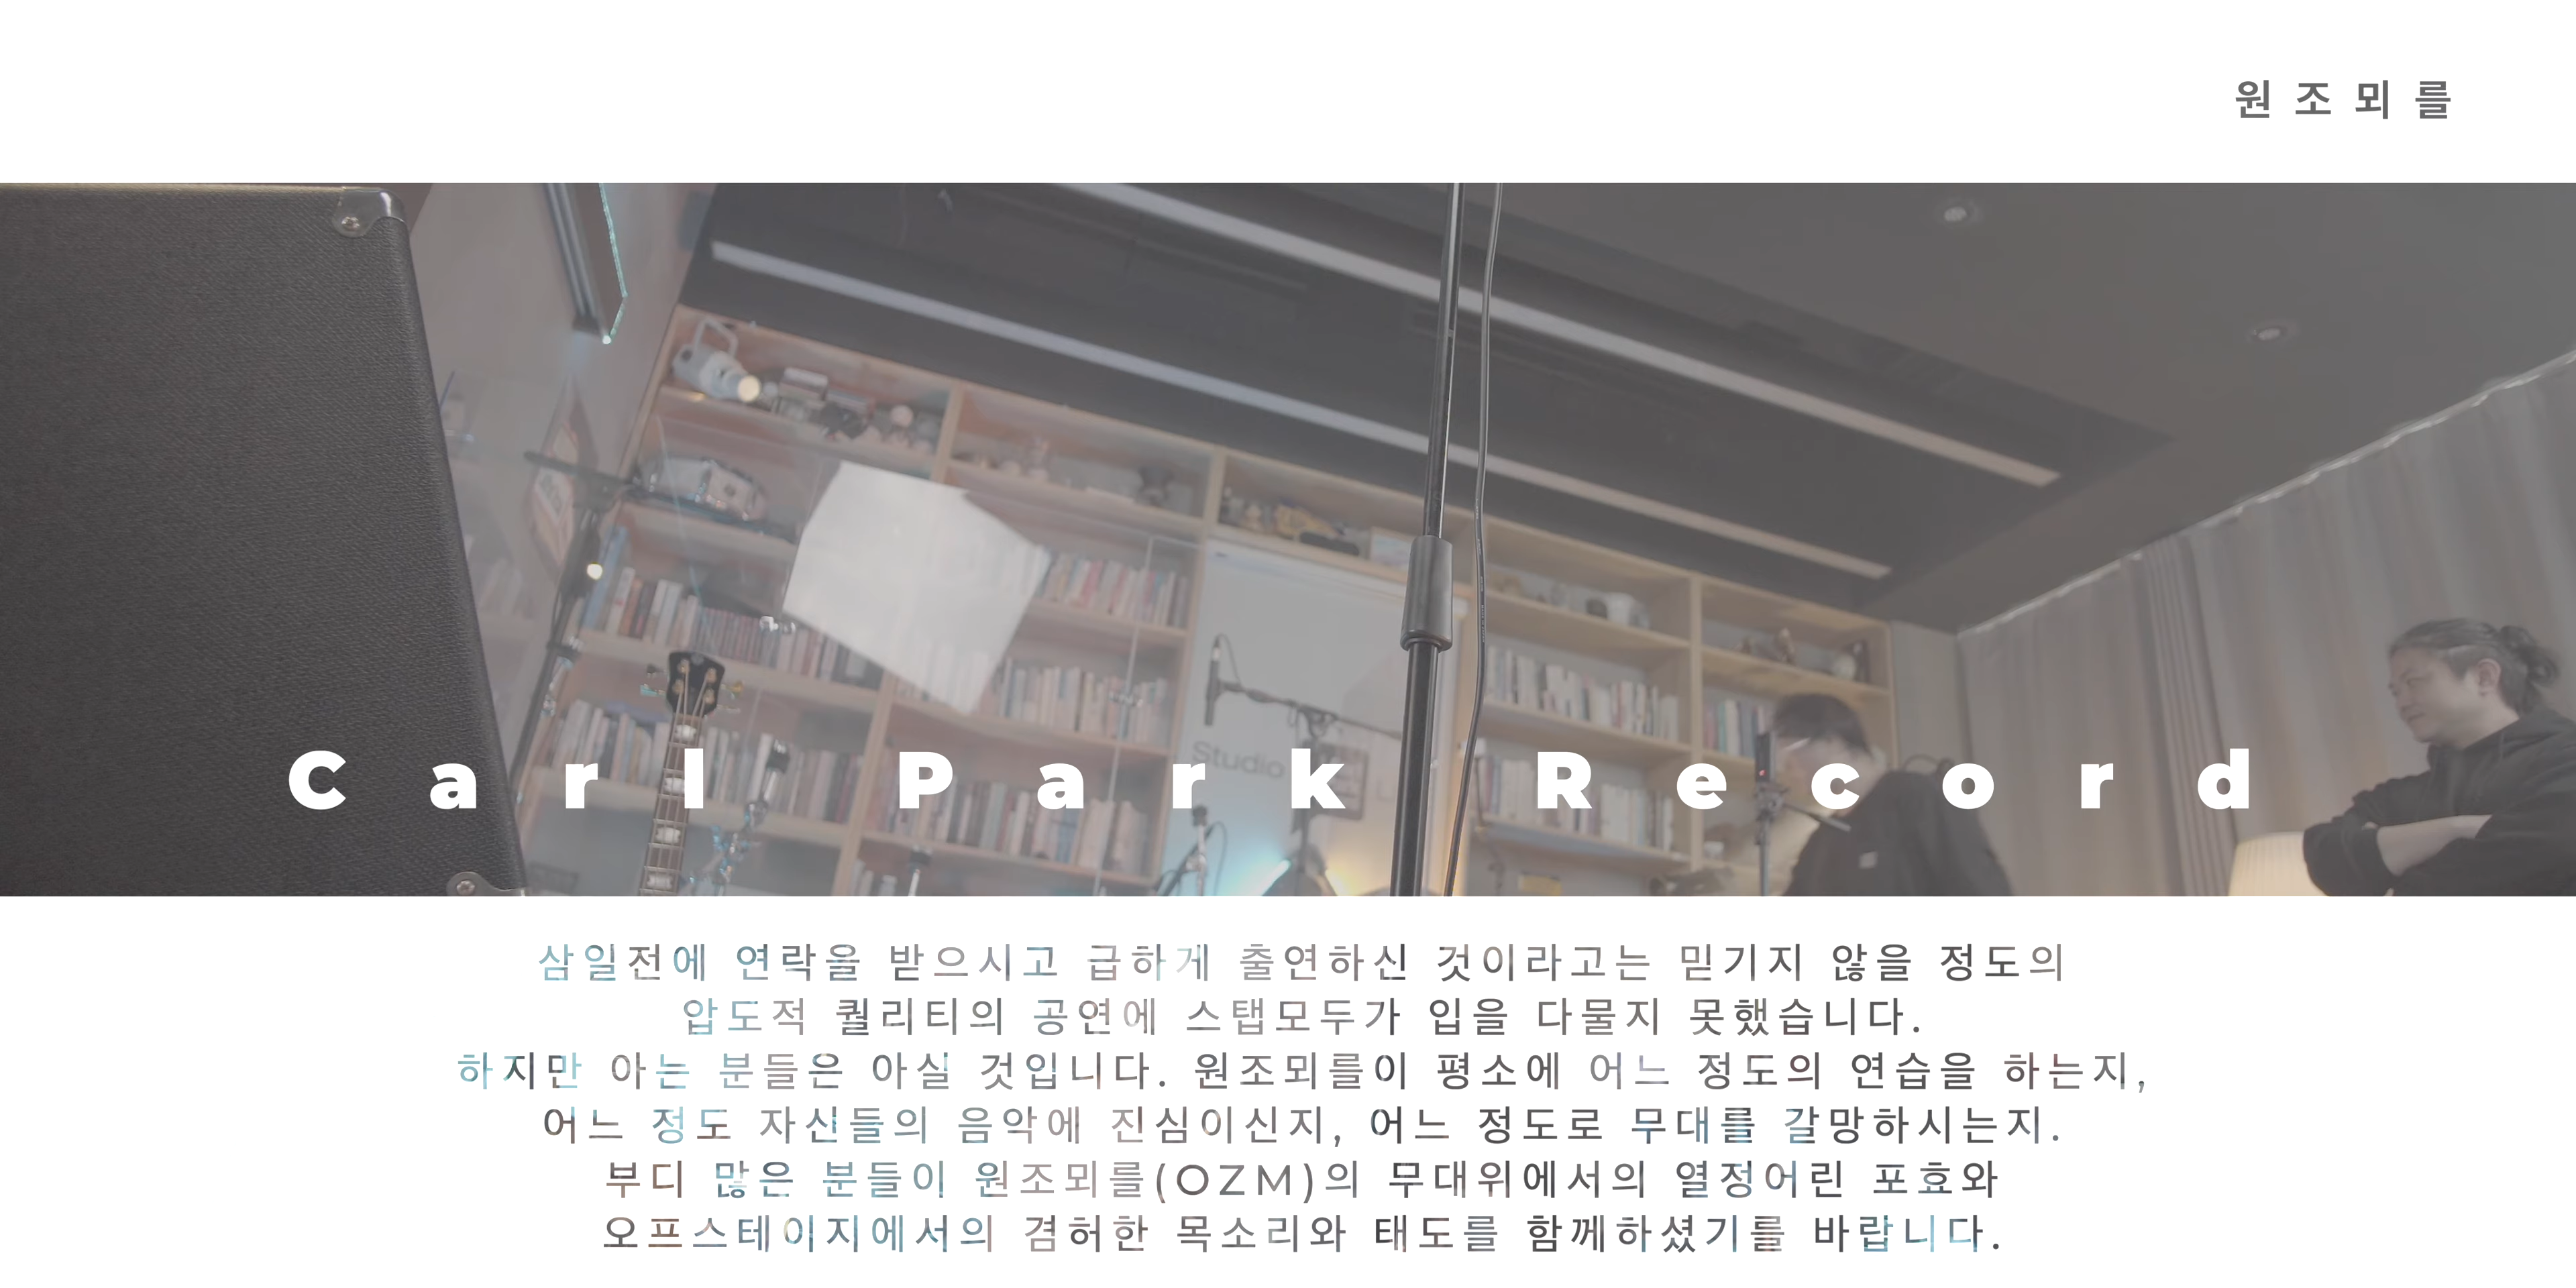 원조뫼를
Studio
Carl Park Record
삼일전에 연락을 받으시고 급하게 출연하신 것이라고는 믿기지 않을 정도의
압도적 퀄리티의 공연에 스탭모두가 입을 다물지 못했습니다.
하지만 아는 분들은 아실 것입니다. 원조뫼를이 평소에 어느 정도의 연습을 하는지,
어느 정도 자신들의 음악에 진심이신지, 어느 정도로 무대를 갈망하시는지.
부디 많은 분들이 원조뫼를(OZM)의 무대위에서의 열정어린 포효와
오프스테이지에서의 겸허한 목소리와 태도를 함께하셨기를 바랍니다.